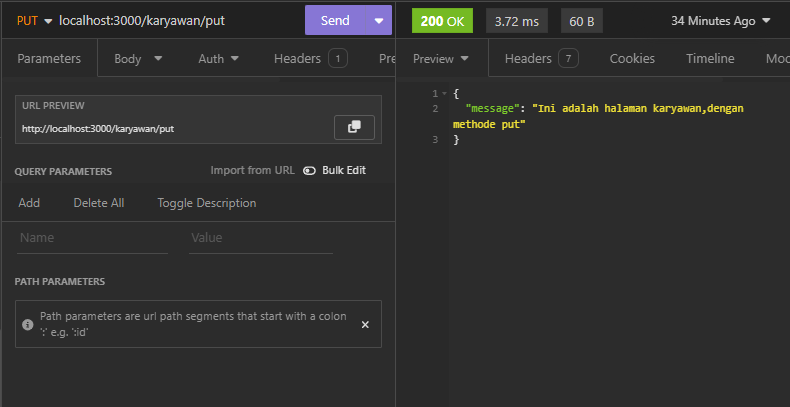 PUT localhost:3000/karyawan/put Send
200 OK 3.72 ms 60 B 34 Minutes Ago
Parameters Body Auth Headers 1 Pre
Preview Headers 7 Cookies Timeline Moc
URL PREVIEW
http://localhost:3000/karyawan/put
QUERY PARAMETERS Import from URL Bulk Edit
Add Delete All Toggle Description
Name Value
PATH PARAMETERS
Path parameters are url path segments that start with a colon
':' e.g. ':id'
1 {
2 "message": "Ini adalah halaman karyawan,dengan
methode put"
3 }